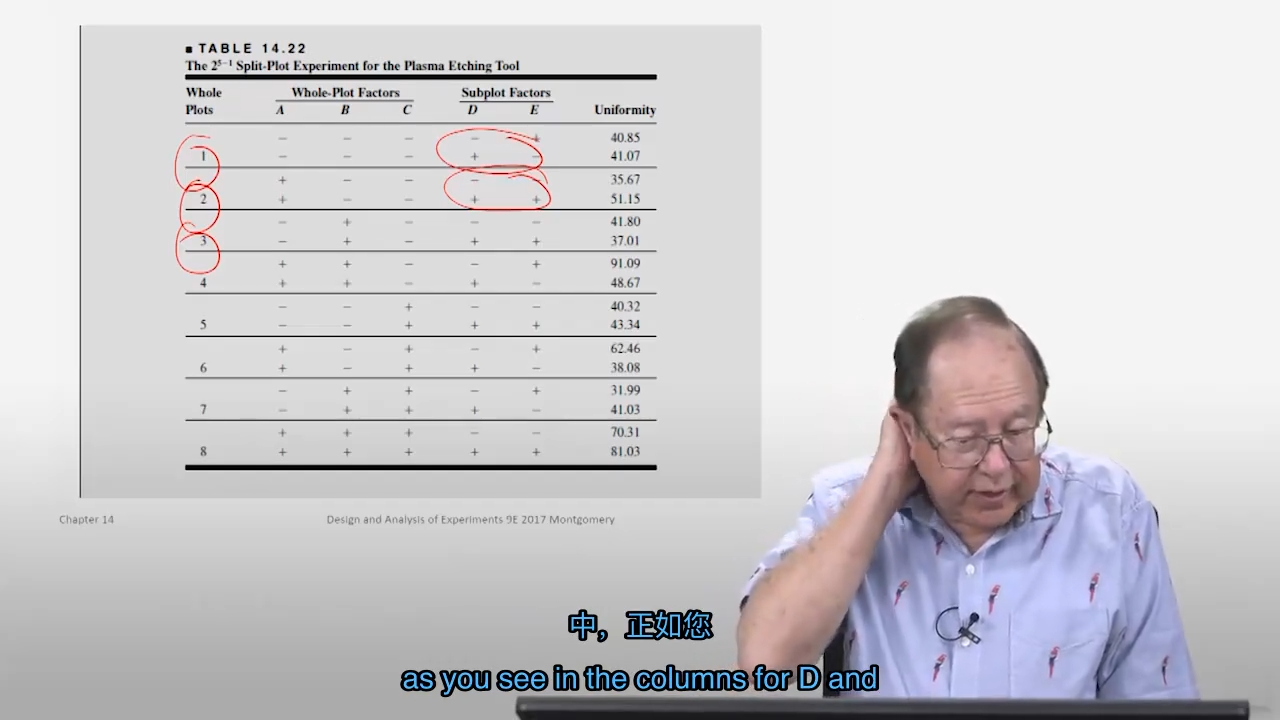 ■ TABLE 14.22
The 2⁵⁻¹ Split-Plot Experiment for the Plasma Etching Tool
Whole Whole-Plot Factors Subplot Factors
Plots A B C D E Uniformity
− − − − + 40.85
1 − − − + − 41.07
+ − − − − 35.67
2 + − − + + 51.15
− + − − − 41.80
3 − + − + + 37.01
+ + − − + 91.09
4 + + − + − 48.67
− − + − − 40.32
5 − − + + + 43.34
+ − + − + 62.46
6 + − + + − 38.08
− + + − + 31.99
7 − + + + − 41.03
+ + + − − 70.31
8 + + + + + 81.03
Chapter 14 Design and Analysis of Experiments 9E 2017 Montgomery
中，正如您
as you see in the columns for D and